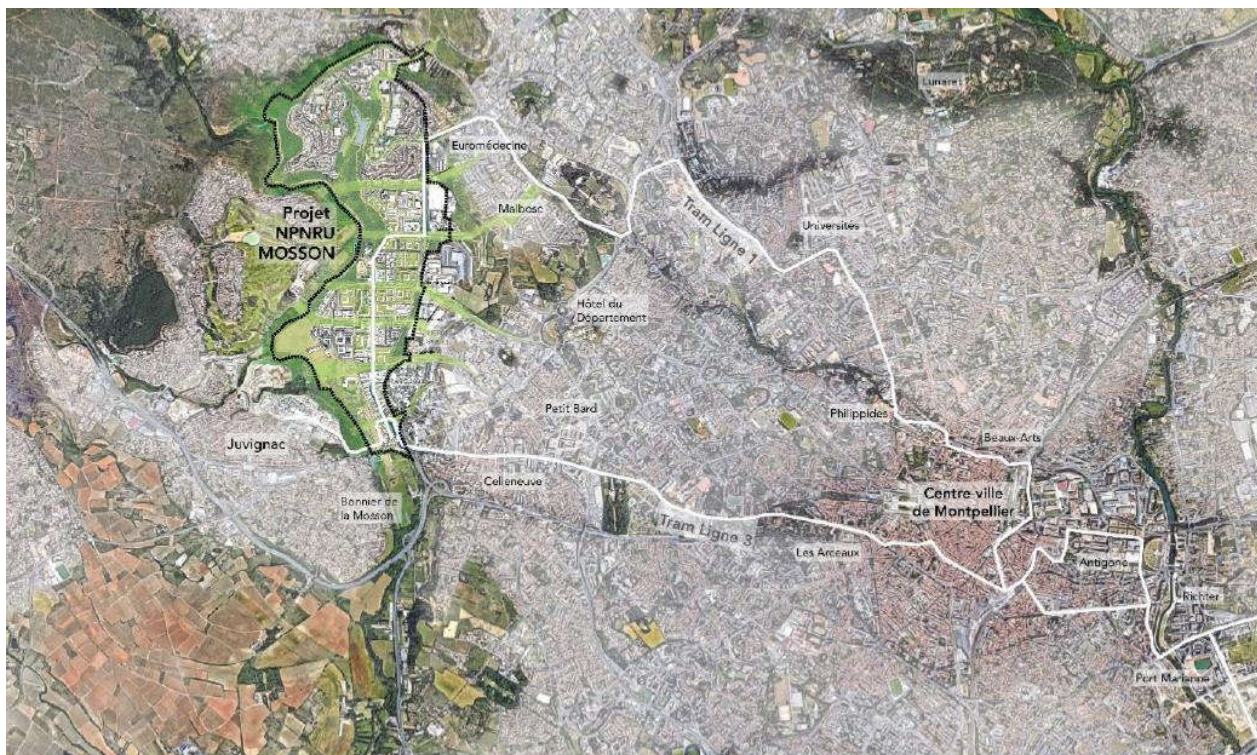 Lunaret
Euromédecine
Malbosc
Projet
NPNRU
MOSSON
Tram Ligne 1
Universités
Hôtel du
Département
Petit Bard
Philippides
Beaux-Arts
Juvignac
Celleneuve
Bonnier de
la Mosson
Centre-ville
de Montpellier
Tram Ligne 3
Les Arceaux
Antigone
Richter
Port Marianne